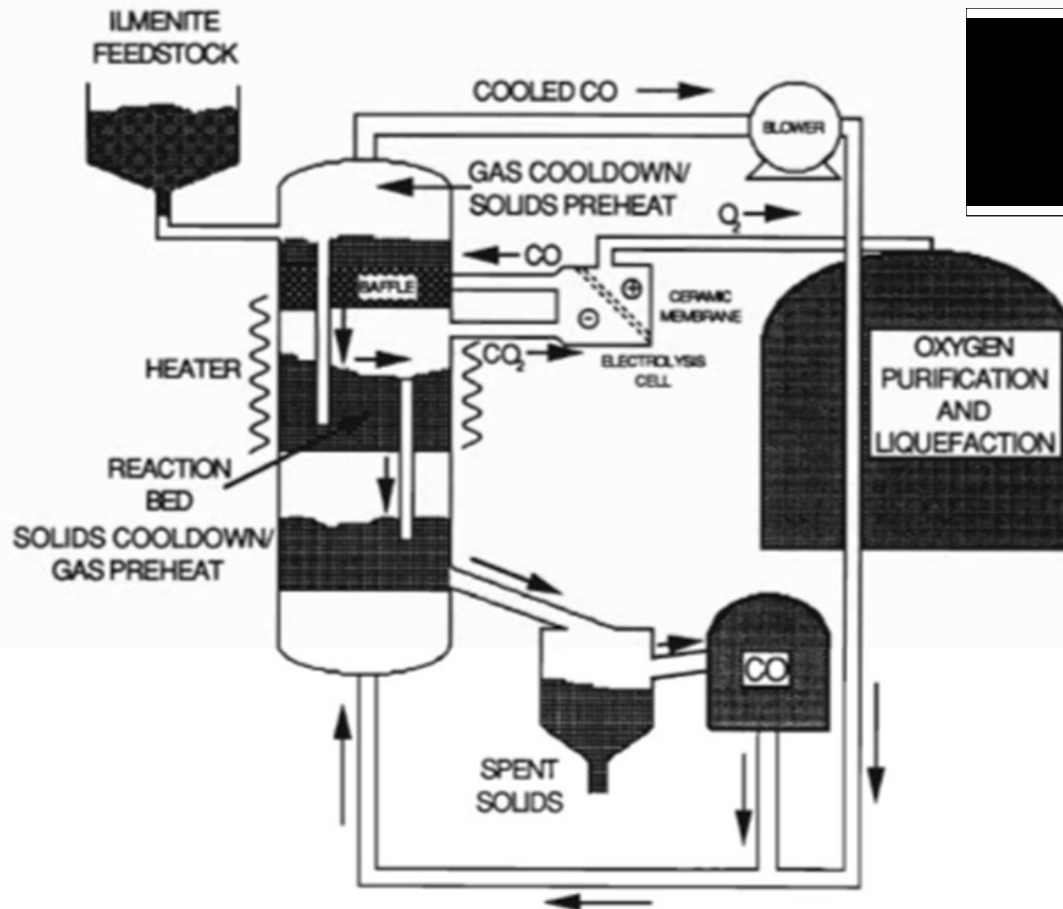 ILMENITE
FEEDSTOCK
COOLED CO
BLOWER
GAS COOLDOWN/
SOLIDS PREHEAT
O2
CO
BAFFLE
+
-
CERAMIC
MEMBRANE
HEATER
CO2
ELECTROLYSIS
CELL
OXYGEN
PURIFICATION
AND
LIQUEFACTION
REACTION
BED
SOLIDS COOLDOWN/
GAS PREHEAT
CO
SPENT
SOLIDS